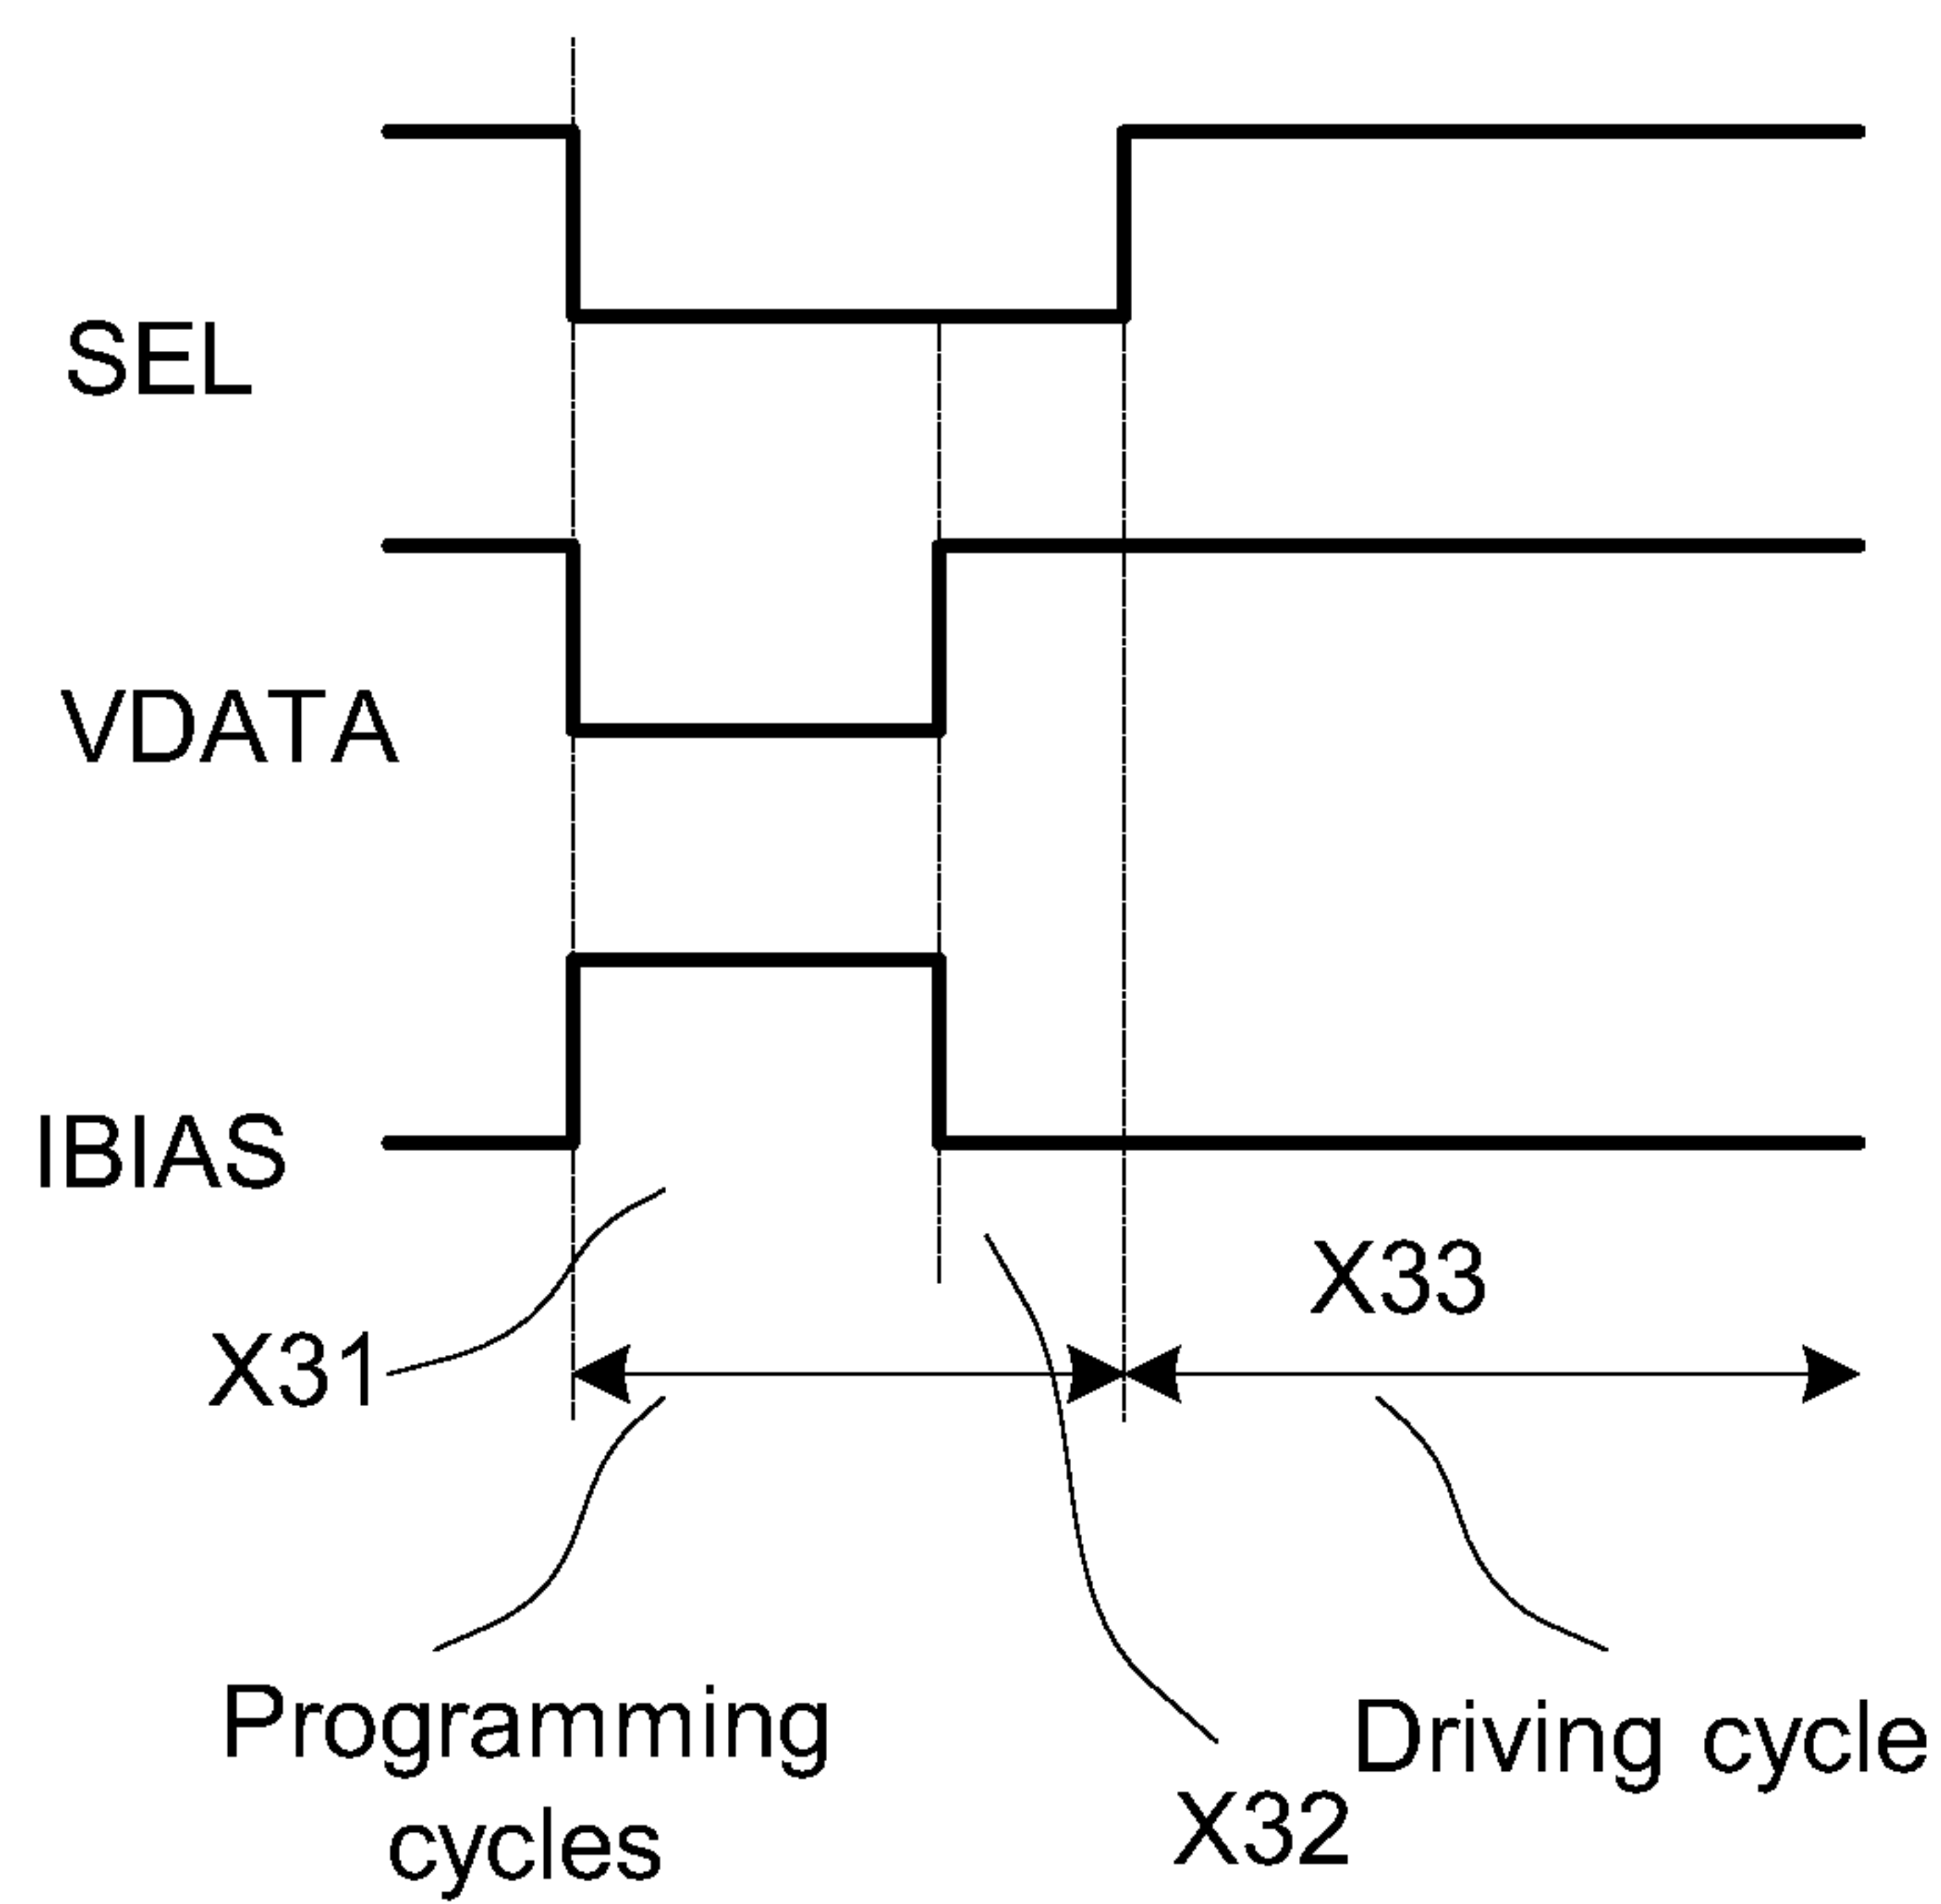 SEL
VDATA
IBIAS
X33
X31
Programming
cycles
Driving cycle
X32